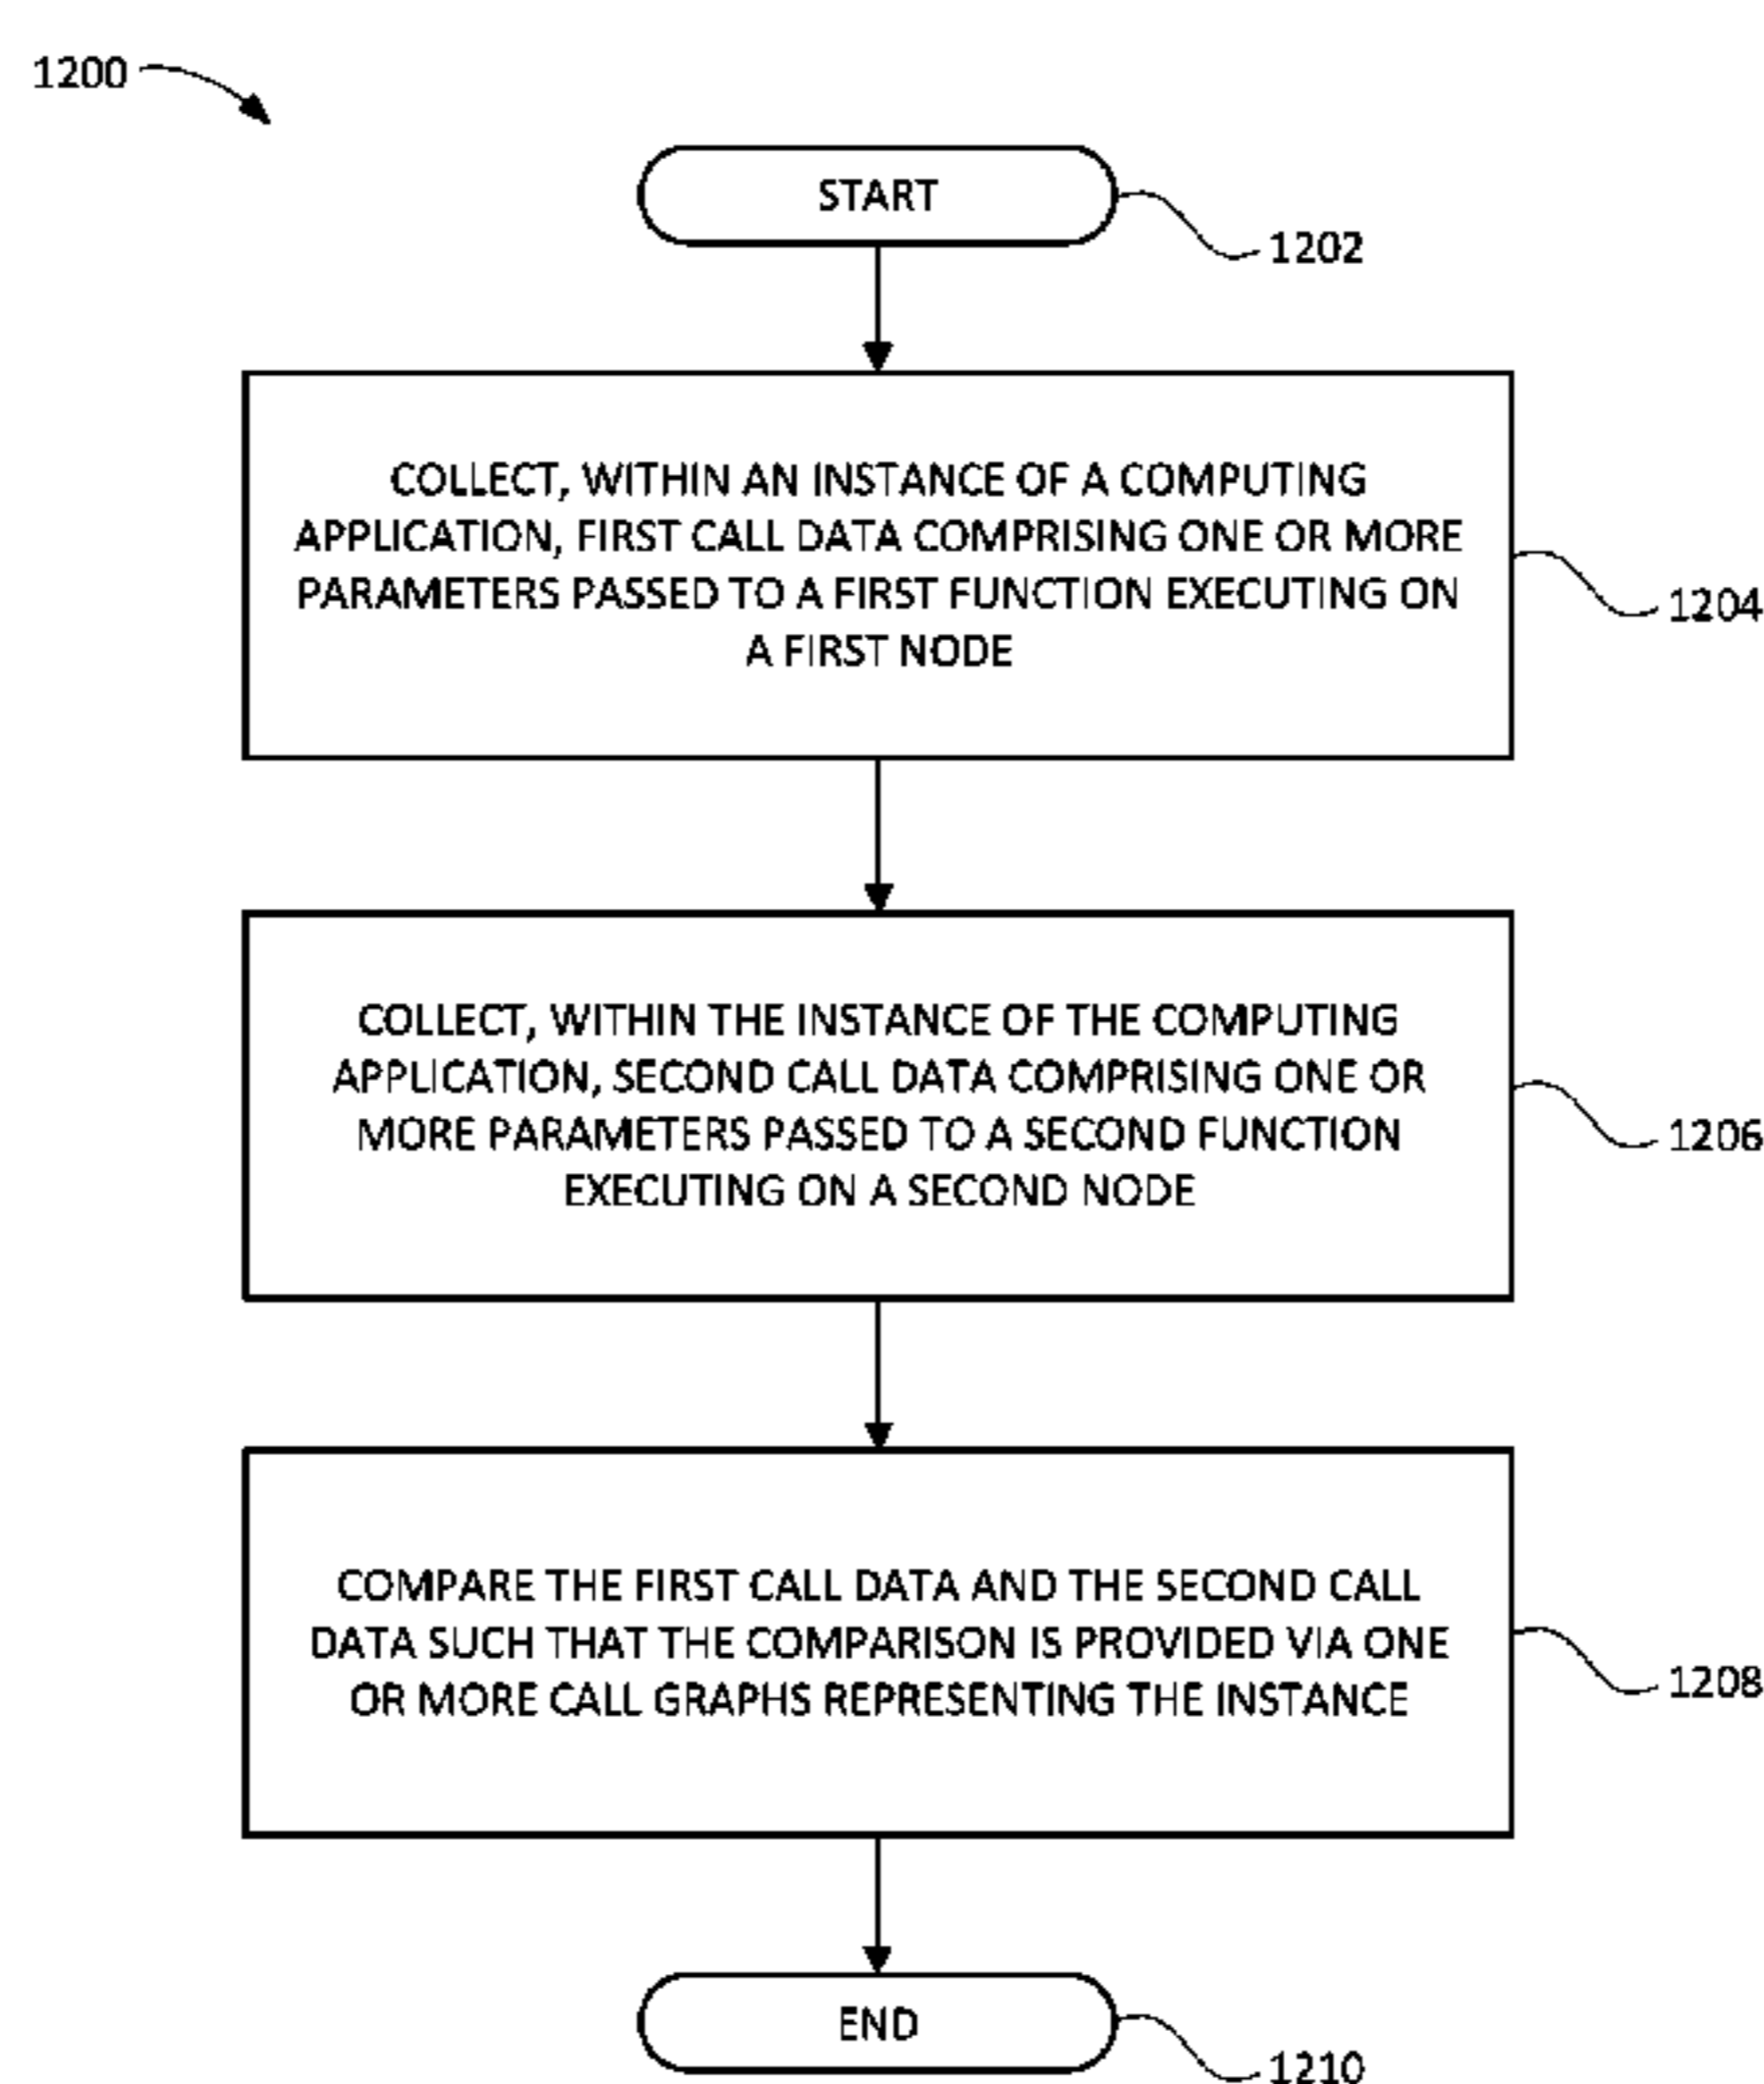 1200
START
1202
COLLECT, WITHIN AN INSTANCE OF A COMPUTING
APPLICATION, FIRST CALL DATA COMPRISING ONE OR MORE
PARAMETERS PASSED TO A FIRST FUNCTION EXECUTING ON
A FIRST NODE
1204
COLLECT, WITHIN THE INSTANCE OF THE COMPUTING
APPLICATION, SECOND CALL DATA COMPRISING ONE OR
MORE PARAMETERS PASSED TO A SECOND FUNCTION
EXECUTING ON A SECOND NODE
1206
COMPARE THE FIRST CALL DATA AND THE SECOND CALL
DATA SUCH THAT THE COMPARISON IS PROVIDED VIA ONE
OR MORE CALL GRAPHS REPRESENTING THE INSTANCE
1208
END
1210